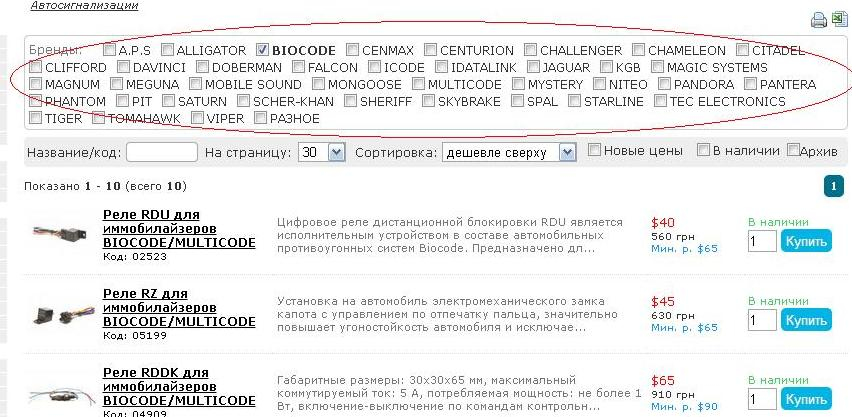 Автосигнализации
Бренды: A.P.S ALLIGATOR BIOCODE CENMAX CENTURION CHALLENGER CHAMELEON CITADEL
CLIFFORD DAVINCI DOBERMAN FALCON ICODE IDATALINK JAGUAR KGB MAGIC SYSTEMS
MAGNUM MEGUNA MOBILE SOUND MONGOOSE MULTICODE MYSTERY NITEO PANDORA PANTERA
PHANTOM PIT SATURN SCHER-KHAN SHERIFF SKYBRAKE SPAL STARLINE TEC ELECTRONICS
TIGER TOMAHAWK VIPER РАЗНОЕ
Название/код: На страницу: 30 Сортировка: дешевле сверху Новые цены В наличии Архив
Показано 1 - 10 (всего 10) 1
Реле RDU для
иммобилайзеров
BIOCODE/MULTICODE
Код: 02523
Цифровое реле дистанционной блокировки RDU является
исполнительным устройством в составе автомобильных
противоугонных систем Biocode. Предназначено дл...
$40
560 грн
Мин. р. $65
В наличии
1 Купить
Реле RZ для
иммобилайзеров
BIOCODE/MULTICODE
Код: 05199
Установка на автомобиль электромеханического замка
капота с управлением по отпечатку пальца, значительно
повышает угоностойкость автомобиля и исключае...
$45
630 грн
Мин. р. $65
В наличии
1 Купить
Реле RDDK для
иммобилайзеров
BIOCODE/MULTICODE
Код: 04909
Габаритные размеры: 30х30х65 мм, максимальный
коммутируемый ток: 5 А, потребляемая мощность: не более 1
Вт, включение-выключение по командам контрольн...
$65
910 грн
Мин. р. $90
В наличии
1 Купить